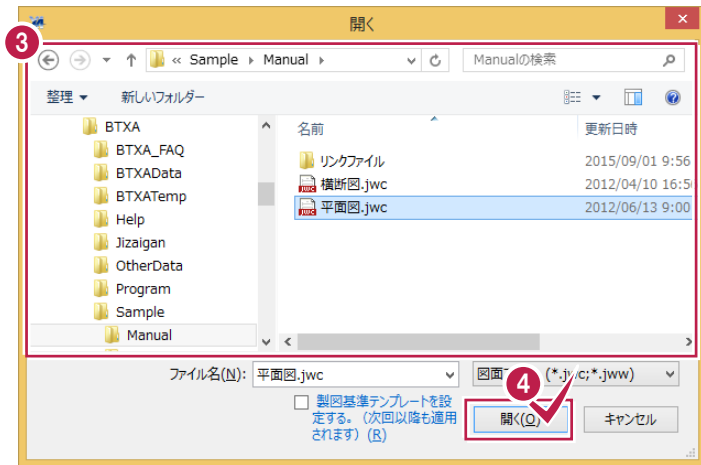 開く
3
« Sample Manual
Manualの検索
整理
新しいフォルダー
名前
更新日時
BTXA
BTXA_FAQ
BTXAData
BTXATemp
Help
Jizaigan
OtherData
Program
Sample
Manual
リンクファイル
2015/09/01 9:56
横断図.jwc
2012/04/10 16:5
平面図.jwc
2012/06/13 9:00
ファイル名(N):
平面図.jwc
図面
(*.jwc;*.jww)
4
製図基準テンプレートを設
定する。（次回以降も適用
されます）(R)
開く(O)
キャンセル